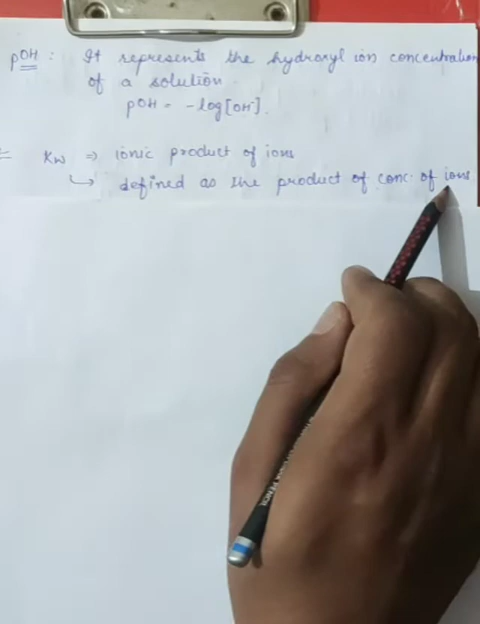 pOH : It represents the hydroxyl ion concentration
of a solution.
pOH = -log[OH⁻].
Kw ⇒ ionic product of ions
↳ defined as the product of conc. of ions